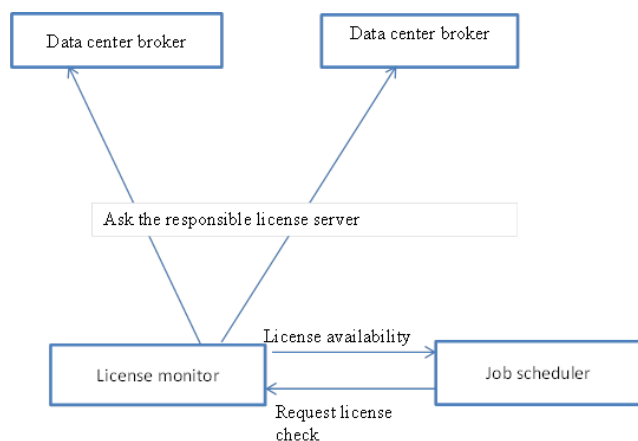 Data center broker
Data center broker
Ask the responsible license server
License availability
License monitor
Job scheduler
Request license
check